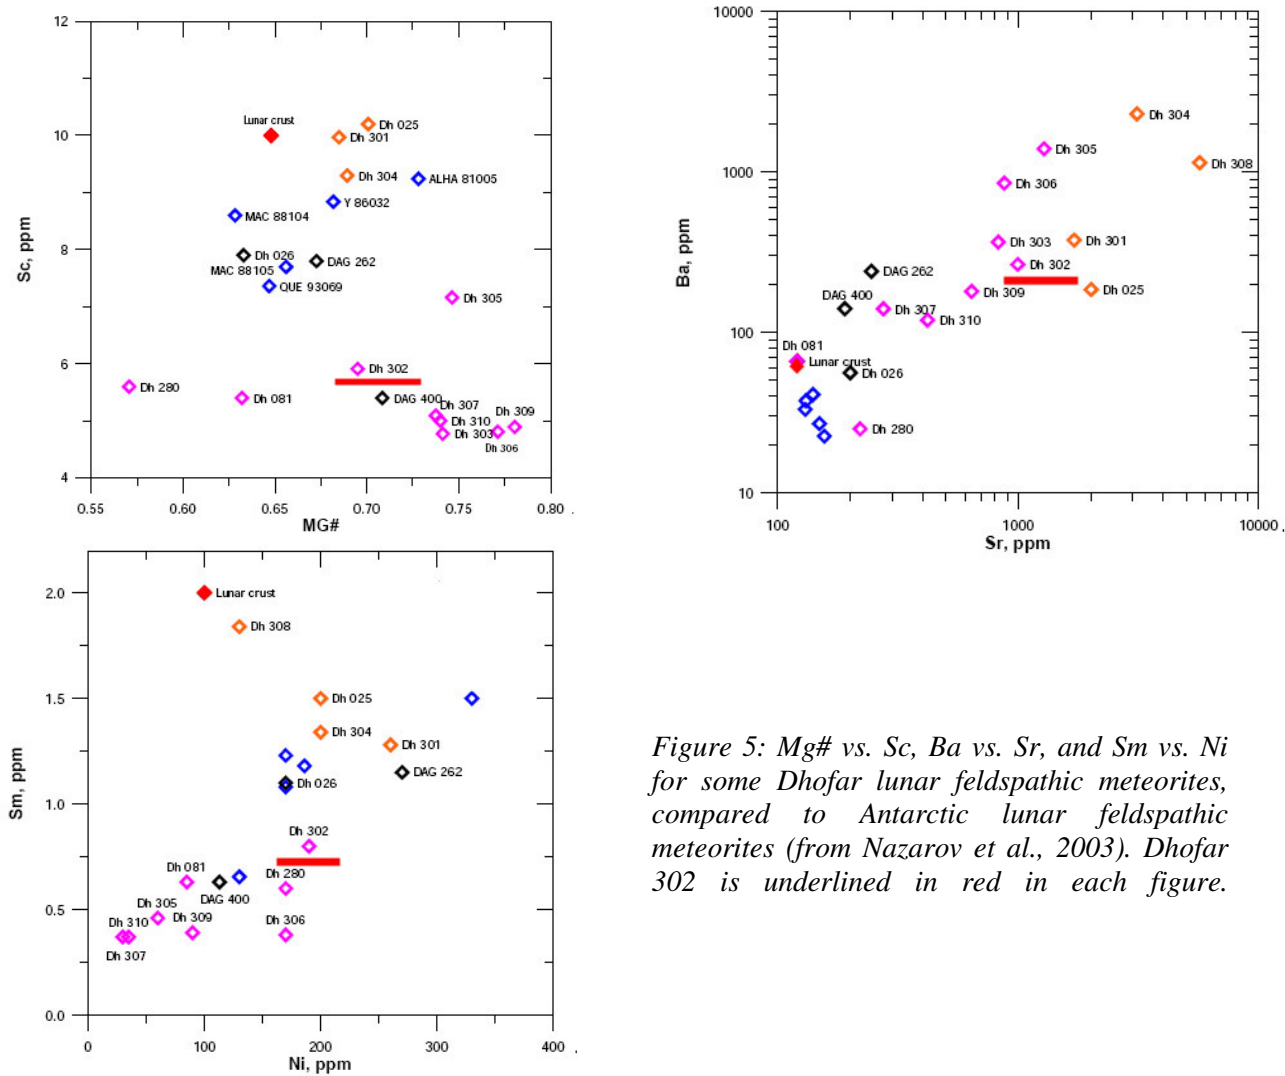 12
10
8
6
4
Sc, ppm
Lunar crust
Dh 025
Dh 301
Dh 304
ALHA 81005
Y 86032
MAC 88104
Dh 026
DAG 262
MAC 88105
QUE 93069
Dh 305
Dh 302
Dh 280
Dh 081
DAG 400
Dh 307
Dh 309
Dh 310
Dh 303
Dh 306
0.55 0.60 0.65 0.70 0.75 0.80
MG#
10000
1000
100
10
Ba, ppm
Dh 304
Dh 305
Dh 308
Dh 306
Dh 303
Dh 301
Dh 302
DAG 262
Dh 309
Dh 025
DAG 400
Dh 307
Dh 310
Dh 081
Lunar crust
Dh 026
Dh 280
100 1000 10000
Sr, ppm
2.0
1.5
1.0
0.5
0.0
Sm, ppm
Lunar crust
Dh 308
Dh 025
Dh 304
Dh 301
DAG 262
Dh 026
Dh 302
Dh 081
Dh 280
DAG 400
Dh 305
Dh 310
Dh 309
Dh 306
Dh 307
0 100 200 300 400
Ni, ppm
Figure 5: Mg# vs. Sc, Ba vs. Sr, and Sm vs. Ni
for some Dhofar lunar feldspathic meteorites,
compared to Antarctic lunar feldspathic
meteorites (from Nazarov et al., 2003). Dhofar
302 is underlined in red in each figure.